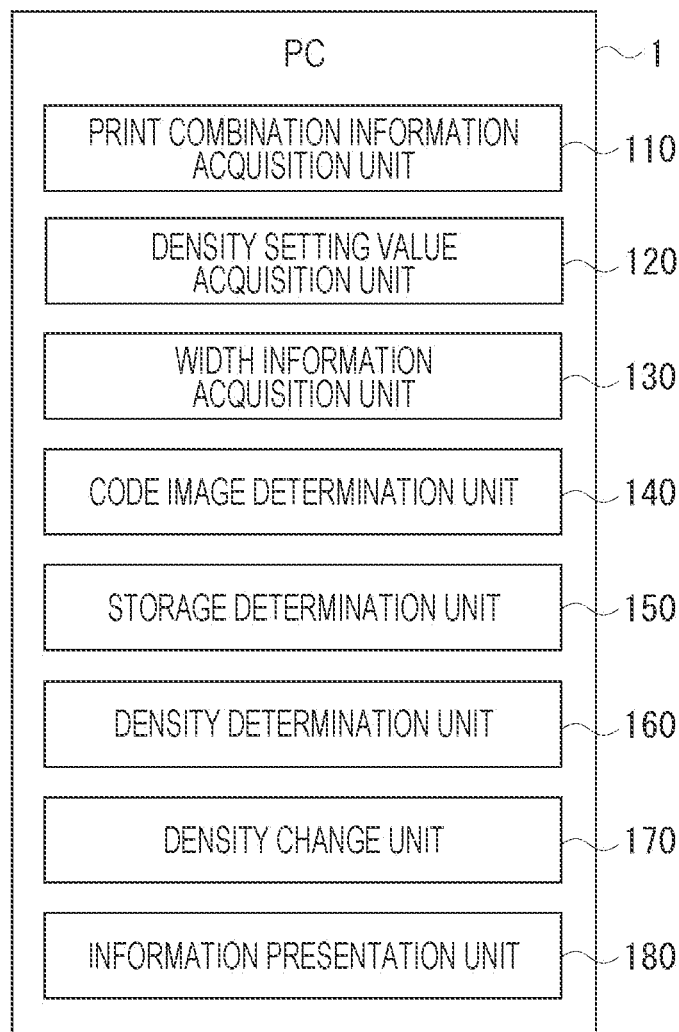 PC
1
PRINT COMBINATION INFORMATION
ACQUISITION UNIT
110
DENSITY SETTING VALUE
ACQUISITION UNIT
120
WIDTH INFORMATION
ACQUISITION UNIT
130
CODE IMAGE DETERMINATION UNIT
140
STORAGE DETERMINATION UNIT
150
DENSITY DETERMINATION UNIT
160
DENSITY CHANGE UNIT
170
INFORMATION PRESENTATION UNIT
180